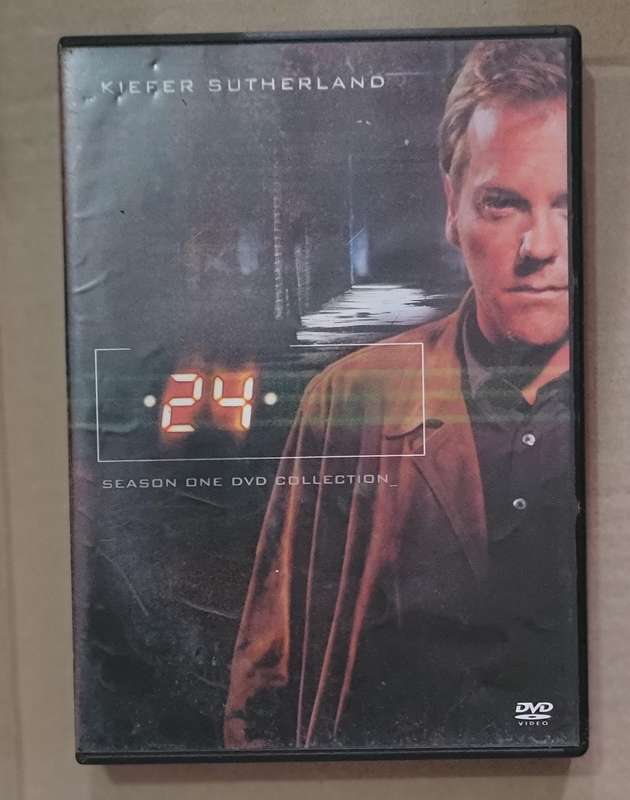 KIEFER SUTHERLAND
24
SEASON ONE DVD COLLECTION_
DVD
VIDEO